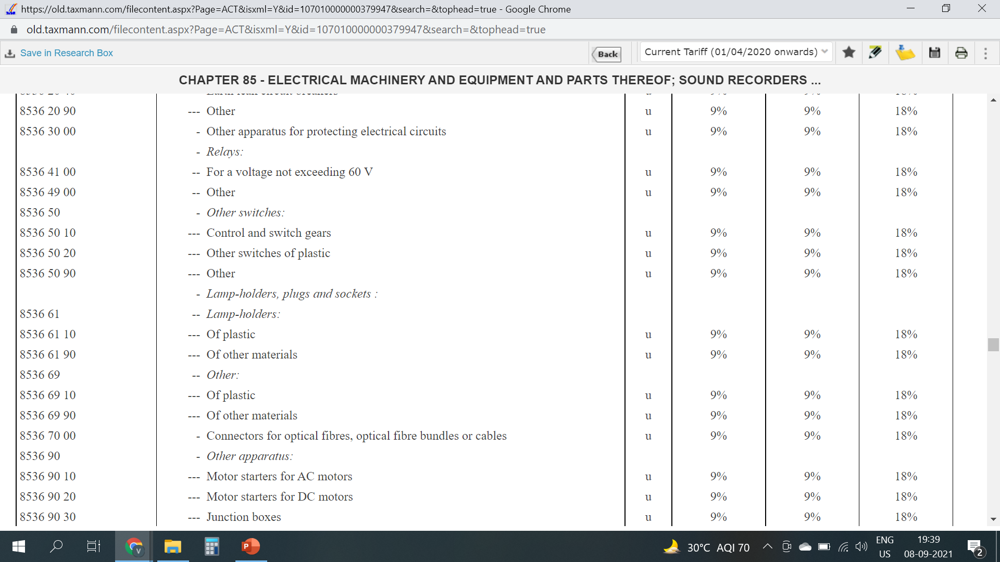 https://old.taxmann.com/filecontent.aspx?Page=ACT&isxml=Y&id=107010000000379947&search=&tophead=true - Google Chrome
old.taxmann.com/filecontent.aspx?Page=ACT&isxml=Y&id=107010000000379947&search=&tophead=true
Save in Research Box Back Current Tariff (01/04/2020 onwards)
CHAPTER 85 - ELECTRICAL MACHINERY AND EQUIPMENT AND PARTS THEREOF; SOUND RECORDERS ...
8536 20 90 --- Other u 9% 9% 18%
8536 30 00 - Other apparatus for protecting electrical circuits u 9% 9% 18%
- Relays:
8536 41 00 -- For a voltage not exceeding 60 V u 9% 9% 18%
8536 49 00 -- Other u 9% 9% 18%
8536 50 - Other switches:
8536 50 10 --- Control and switch gears u 9% 9% 18%
8536 50 20 --- Other switches of plastic u 9% 9% 18%
8536 50 90 --- Other u 9% 9% 18%
- Lamp-holders, plugs and sockets :
8536 61 -- Lamp-holders:
8536 61 10 --- Of plastic u 9% 9% 18%
8536 61 90 --- Of other materials u 9% 9% 18%
8536 69 -- Other:
8536 69 10 --- Of plastic u 9% 9% 18%
8536 69 90 --- Of other materials u 9% 9% 18%
8536 70 00 - Connectors for optical fibres, optical fibre bundles or cables u 9% 9% 18%
8536 90 - Other apparatus:
8536 90 10 --- Motor starters for AC motors u 9% 9% 18%
8536 90 20 --- Motor starters for DC motors u 9% 9% 18%
8536 90 30 --- Junction boxes u 9% 9% 18%
30°C AQI 70 ENG 19:39
US 08-09-2021 2